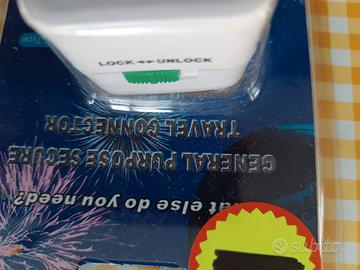 LOCK ◄► UNLOCK
GENERAL PURPOSE SECURE
TRAVEL CONNECTOR
at else do you need?
subito